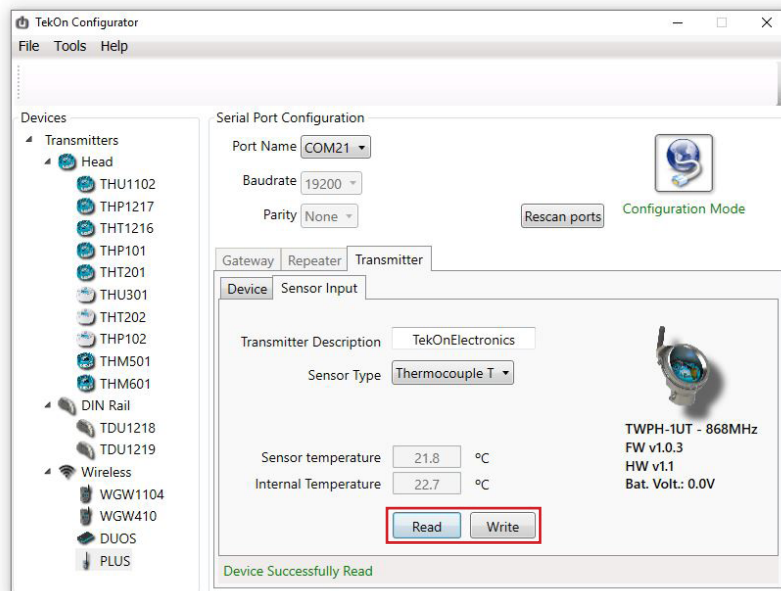 TekOn Configurator
File Tools Help
Devices
Transmitters
Head
THU1102
THP1217
THT1216
THP101
THT201
THU301
THT202
THP102
THM501
THM601
DIN Rail
TDU1218
TDU1219
Wireless
WGW1104
WGW410
DUOS
PLUS
Serial Port Configuration
Port Name COM21
Baudrate 19200
Parity None
Rescan ports
Configuration Mode
Gateway Repeater Transmitter
Device Sensor Input
Transmitter Description TekOnElectronics
Sensor Type Thermocouple T
Sensor temperature 21.8 ºC
Internal Temperature 22.7 ºC
TWPH-1UT - 868MHz
FW v1.0.3
HW v1.1
Bat. Volt.: 0.0V
Read Write
Device Successfully Read